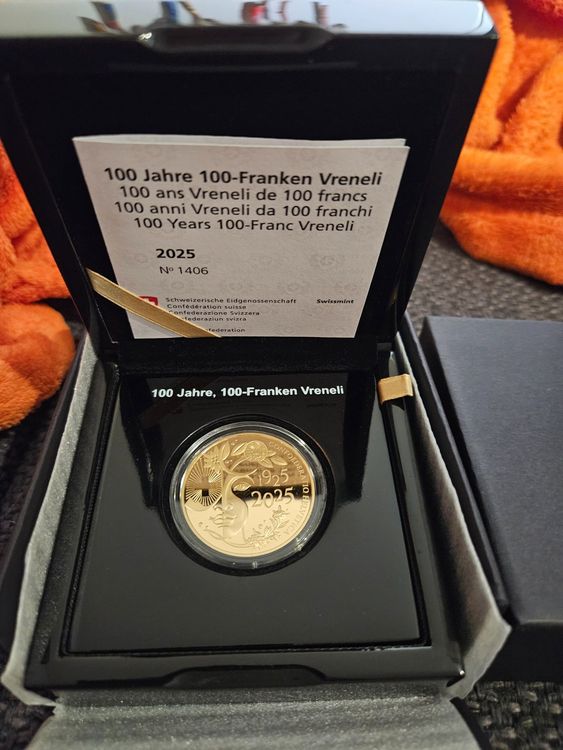 100 Jahre 100-Franken Vreneli
100 ans Vreneli de 100 francs
100 anni Vreneli da 100 franchi
100 Years 100-Franc Vreneli
2025
Nº 1406
Schweizerische Eidgenossenschaft
Swissmint
Confédération suisse
Confederazione Svizzera
Confederaziun svizra
Confederation
100 Jahre, 100-Franken Vreneli
1925
2025